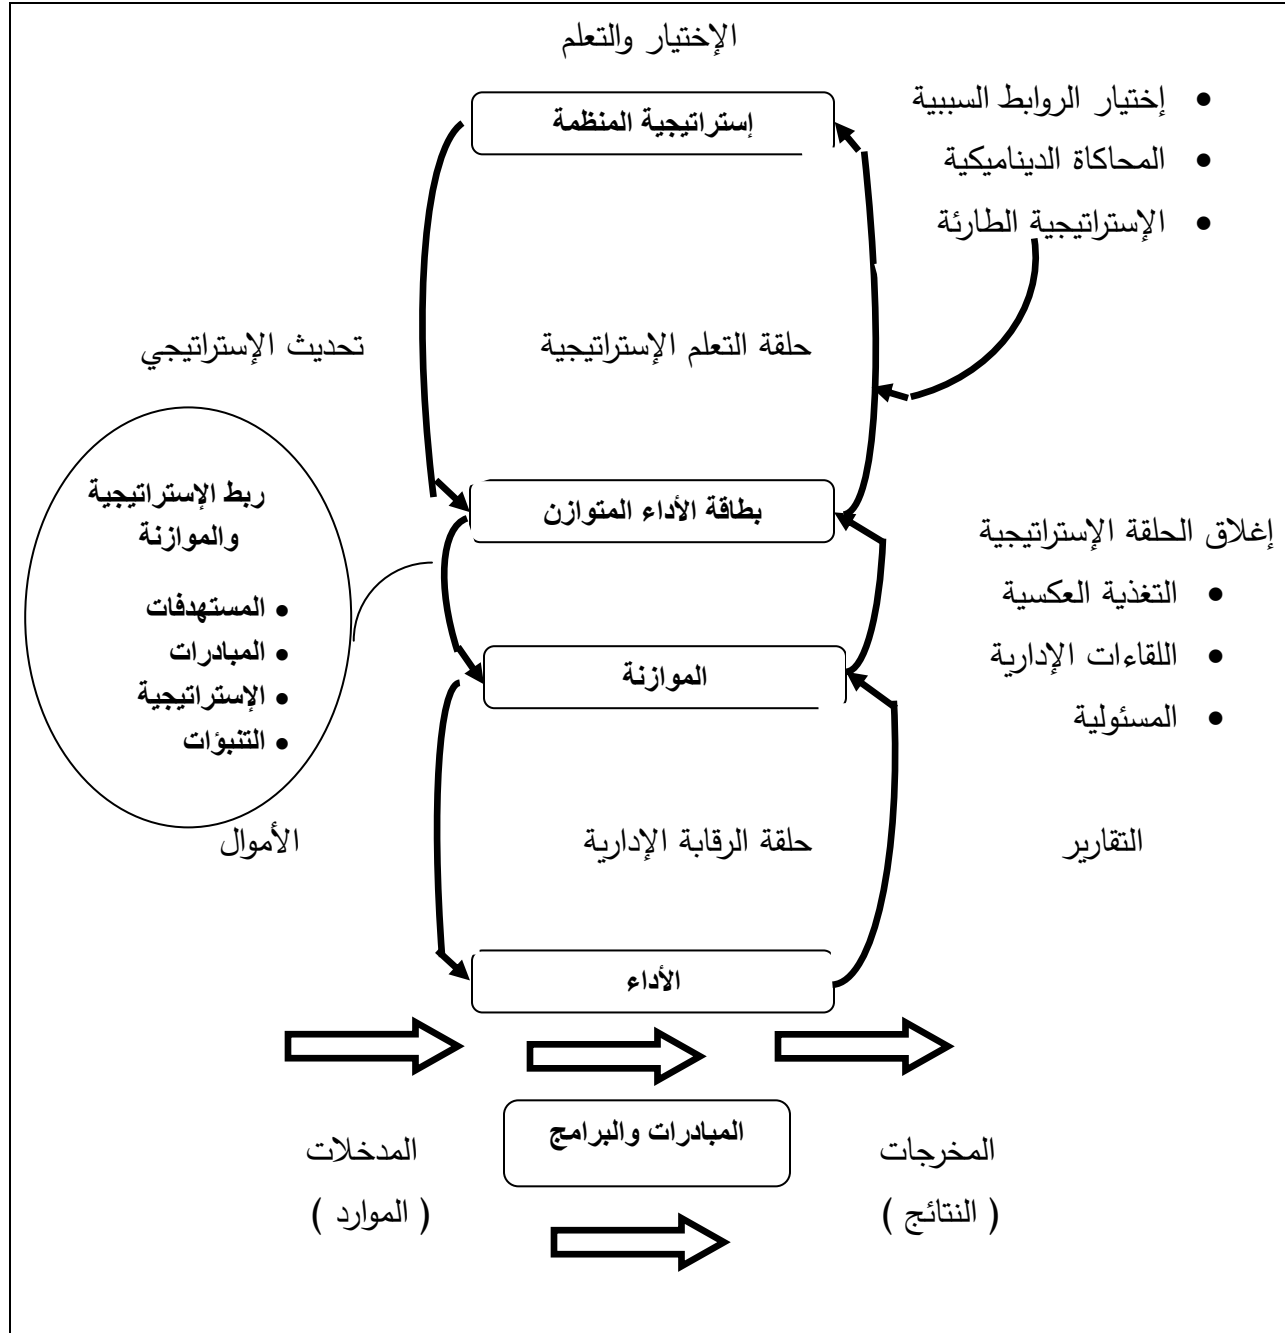 الإختيار والتعلم
• إختيار الروابط السببية
إستراتيجية المنظمة
• المحاكاة الديناميكية
• الإستراتيجية الطارئة
حلقة التعلم الإستراتيجية
تحديث الإستراتيجي
ربط الإستراتيجية
والموازنة
• المستهدفات
• المبادرات
• الإستراتيجية
• التنبؤات
بطاقة الأداء المتوازن
إغلاق الحلقة الإستراتيجية
• التغذية العكسية
• اللقاءات الإدارية
• المسئولية
الموازنة
التقارير
حلقة الرقابة الإدارية
الأموال
الأداء
المبادرات والبرامج
المخرجات
( النتائج )
المدخلات
( الموارد )